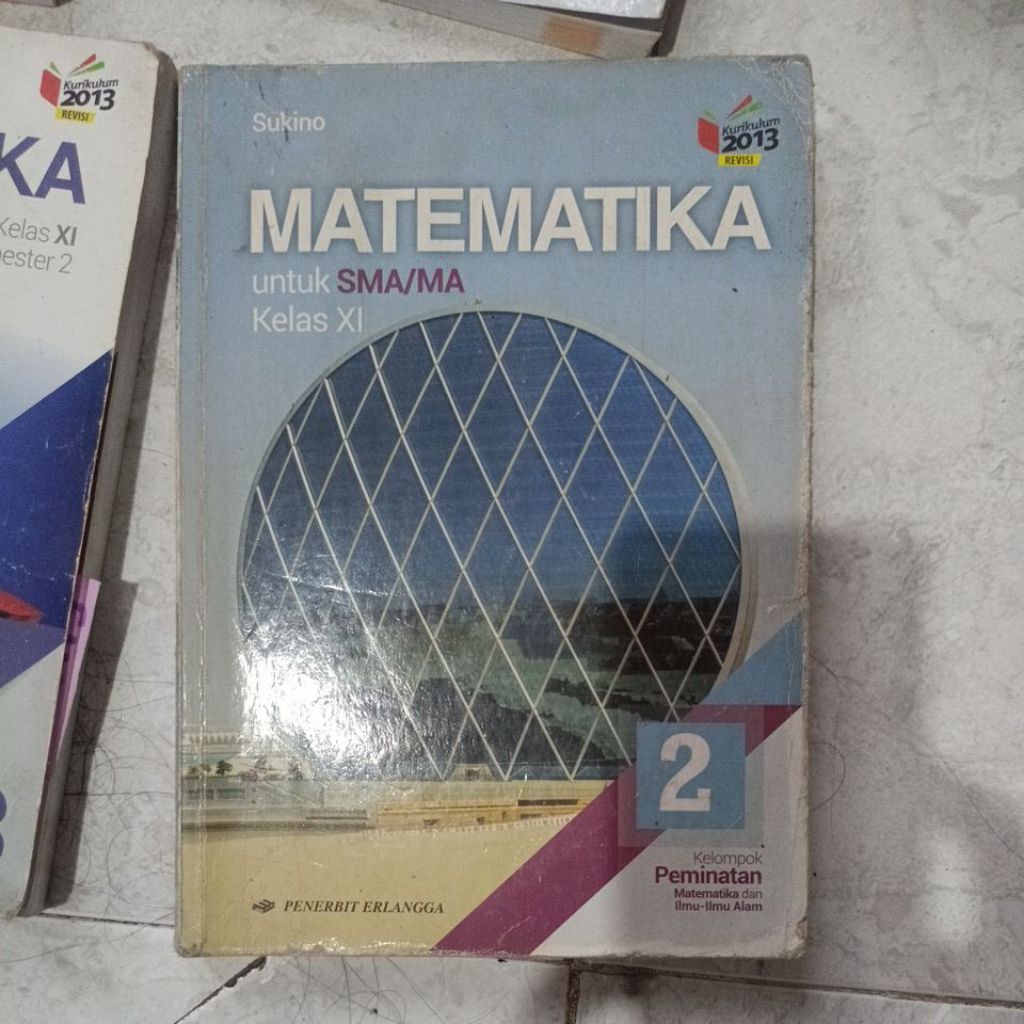 Kurikulum
2013
REVISI
KA
Kelas XI
ester 2
Sukino
Kurikulum
2013
REVISI
MATEMATIKA
untuk SMA/MA
Kelas XI
2
Kelompok
Peminatan
Matematika dan
Ilmu-Ilmu Alam
PENERBIT ERLANGGA